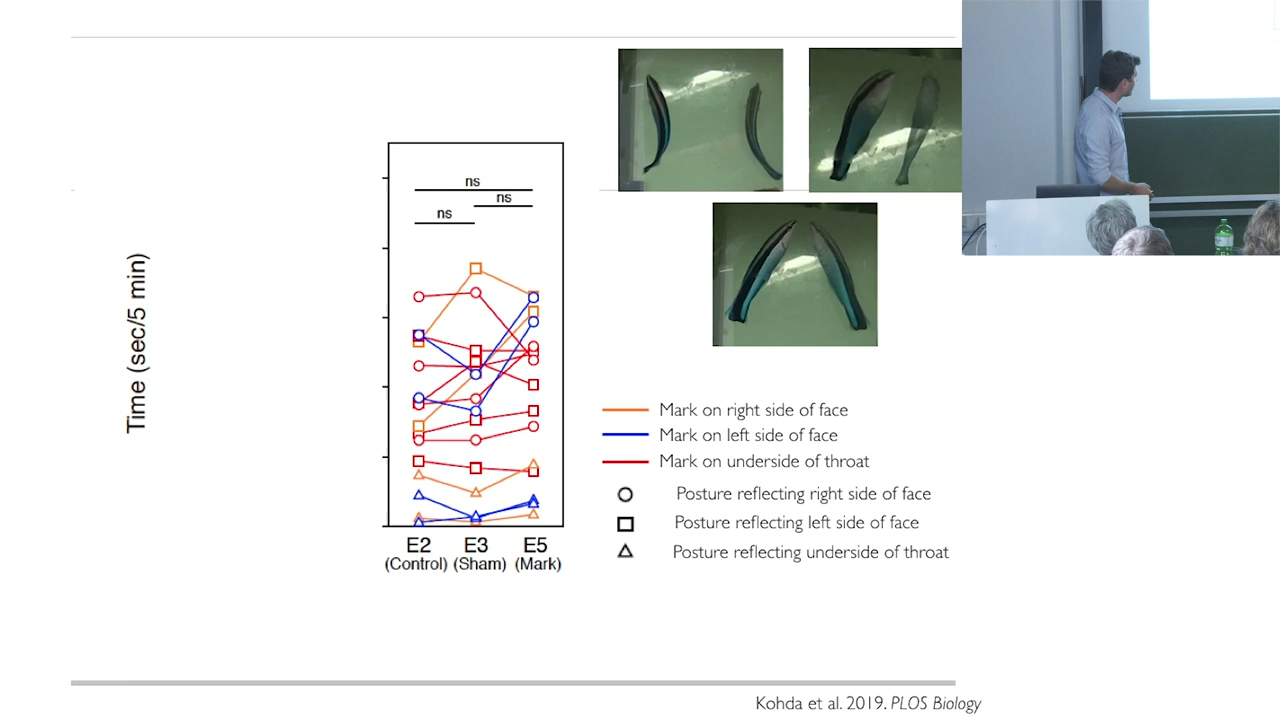 ns
ns
ns
Time (sec/5 min)
E2 E3 E5
(Control) (Sham) (Mark)
Mark on right side of face
Mark on left side of face
Mark on underside of throat
Posture reflecting right side of face
Posture reflecting left side of face
Posture reflecting underside of throat
Kohda et al. 2019. PLOS Biology